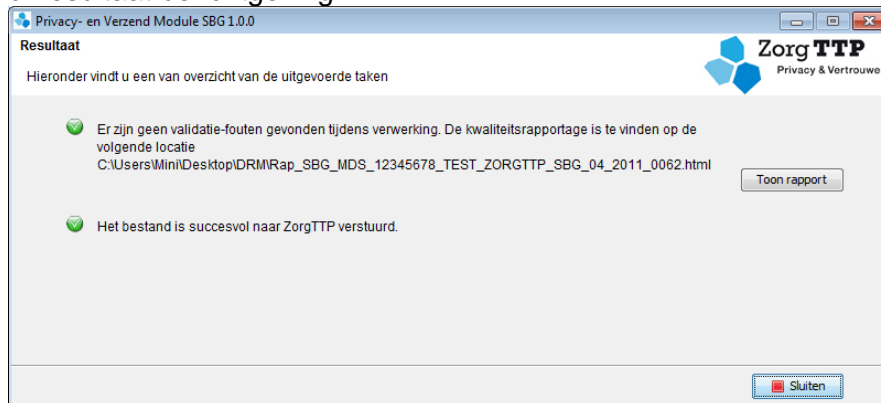 Privacy- en Verzend Module SBG 1.0.0
Resultaat
Hieronder vindt u een van overzicht van de uitgevoerde taken
Zorg TTP
Privacy & Vertrouwe
Er zijn geen validatie-fouten gevonden tijdens verwerking. De kwaliteitsrapportage is te vinden op de
volgende locatie
C:\Users\Mini\Desktop\DRM\Rap_SBG_MDS_12345678_TEST_ZORGTTP_SBG_04_2011_0062.html
Toon rapport
Het bestand is succesvol naar ZorgTTP verstuurd.
Sluiten